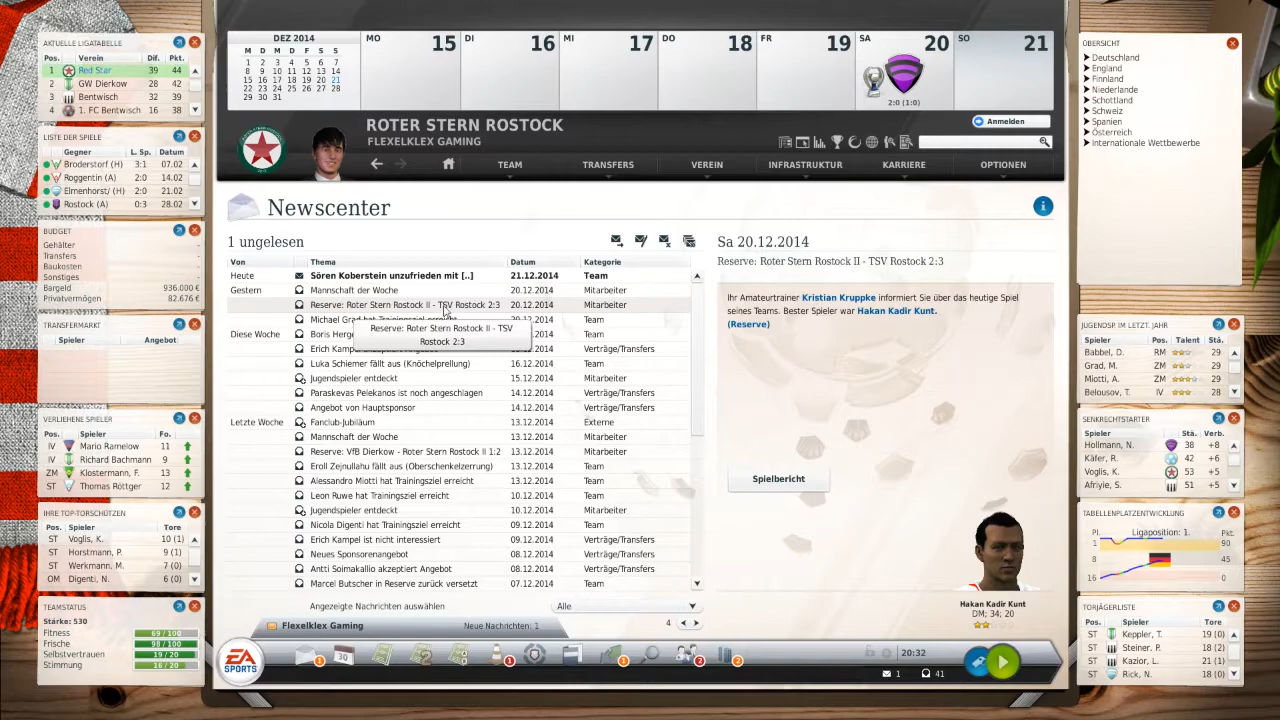 AKTUELLE LIGATABELLE
Pos. Verein Dif. Pkt.
1 Red Star 39 44
2 GW Dierkow 28 42
3 Bentwisch 32 39
4 1. FC Bentwisch 16 38
LISTE DER SPIELE
Gegner L. Sp. Dat.
Broderstorf (H) 3:1 07.02
Roggentin (A) 2:0 14.02
Elmenhorst/ (H) 2:0 21.02
Rostock (A) 0:3 28.02
BUDGET
Gehälter -
Transfers -
Baukosten -
Sonstiges -
Bargeld 936.000 €
Privatvermögen 82.676 €
TRANSFERMARKT
Spieler Angebot
VERLIEHENE SPIELER
Pos. Spieler Fo.
IV Mario Ramelow 11
IV Richard Bachmann 9
ZM Klostermann, F. 13
ST Thomas Röttger 12
IHRE TOP-TORSCHÜTZEN
Pos. Spieler Tore
ST Voglis, K. 10 (1)
ST Horstmann, P. 9 (1)
ST Werkmann, M. 7 (0)
OM Digenti, N. 6 (0)
TEAMSTATUS
Stärke: 530
Fitness 69 / 100
Frische 98 / 100
Selbstvertrauen 19 / 20
Stimmung 16 / 20
DEZ 2014
M D M D F S S
1 2 3 4 5 6 7
8 9 10 11 12 13 14
15 16 17 18 19 20 21
22 23 24 25 26 27 28
29 30 31
MO 15 DI 16 MI 17 DO 18 FR 19 SA 20 SO 21
2:0 (1:0)
ROTER STERN ROSTOCK
FLEXELKLEX GAMING
Anmelden
TEAM TRANSFERS VEREIN INFRASTRUKTUR KARRIERE OPTIONEN
Newscenter
1 ungelesen
Von Thema Datum Kategorie
Heute Sören Koberstein unzufrieden mit [..] 21.12.2014 Team
Gestern Mannschaft der Woche 20.12.2014 Mitarbeiter
Reserve: Roter Stern Rostock II - TSV Rostock 2:3 20.12.2014 Mitarbeiter
Michael Grad hat Trainingsziel erreicht Team
Diese Woche Boris Herge Team
Erich Kampel Verträge/Transfers
Reserve: Roter Stern Rostock II - TSV
Rostock 2:3
Luka Schirmer fällt aus (Knöchelprellung) 16.12.2014 Team
Jugendspieler entdeckt 15.12.2014 Mitarbeiter
Paraskevas Pelekanos ist noch angeschlagen 14.12.2014 Verträge/Transfers
Angebot von Hauptsponsor 14.12.2014 Verträge/Transfers
Letzte Woche Fanclub-Jubiläum 13.12.2014 Externe
Mannschaft der Woche 13.12.2014 Mitarbeiter
Reserve: VfB Dierkow - Roter Stern Rostock II 1:2 13.12.2014 Mitarbeiter
Eroll Zejnullahu fällt aus (Oberschenkelzerrung) 13.12.2014 Team
Alessandro Miotti hat Trainingsziel erreicht 13.12.2014 Team
Leon Ruwe hat Trainingsziel erreicht 10.12.2014 Team
Jugendspieler entdeckt 10.12.2014 Mitarbeiter
Nicola Digenti hat Trainingsziel erreicht 09.12.2014 Team
Erich Kampel ist nicht interessiert 09.12.2014 Verträge/Transfers
Neues Sponsorenangebot 08.12.2014 Verträge/Transfers
Antti Soimakallio akzeptiert Angebot 08.12.2014 Verträge/Transfers
Marcel Butscher in Reserve zurück versetzt 07.12.2014 Team
Angezeigte Nachrichten auswählen Alle
Flexelklex Gaming Neue Nachrichten: 1 4
Sa 20.12.2014
Reserve: Roter Stern Rostock II - TSV Rostock 2:3
Ihr Amateurtrainer Kristian Kruppke informiert Sie über das heutige Spiel
seines Teams. Bester Spieler war Hakan Kadir Kunt.
(Reserve)
Spielbericht
Hakan Kadir Kunt
DM; 34; 20
EA
SPORTS
1 30 2 1 1 2 2
20:32
1 41
ÜBERSICHT
Deutschland
England
Finnland
Niederlande
Schottland
Schweiz
Spanien
Österreich
Internationale Wettbewerbe
JUGENDSP. IM LETZT. JAHR
Spieler Pos. Talent Stä.
Babbel, D. RM 29
Grad, M. ZM 29
Miotti, A. ZM 29
Belousov, T. IV 28
SENKRECHTSTARTER
Spieler Stä. Verb.
Hollmann, N. 38 +8
Käfer, R. 42 +6
Voglis, K. 53 +5
Afriyie, S. 51 +5
TABELLENPLATZENTWICKLUNG
Pl. Ligaposition: 1. Pkt.
1 90
8 45
16 0
TORJÄGERLISTE
Pos. Spieler Tore
ST Keppler, T. 19 (0)
ST Steiner, P. 18 (2)
ST Kazior, L. 21 (1)
ST Rick, N. 18 (0)